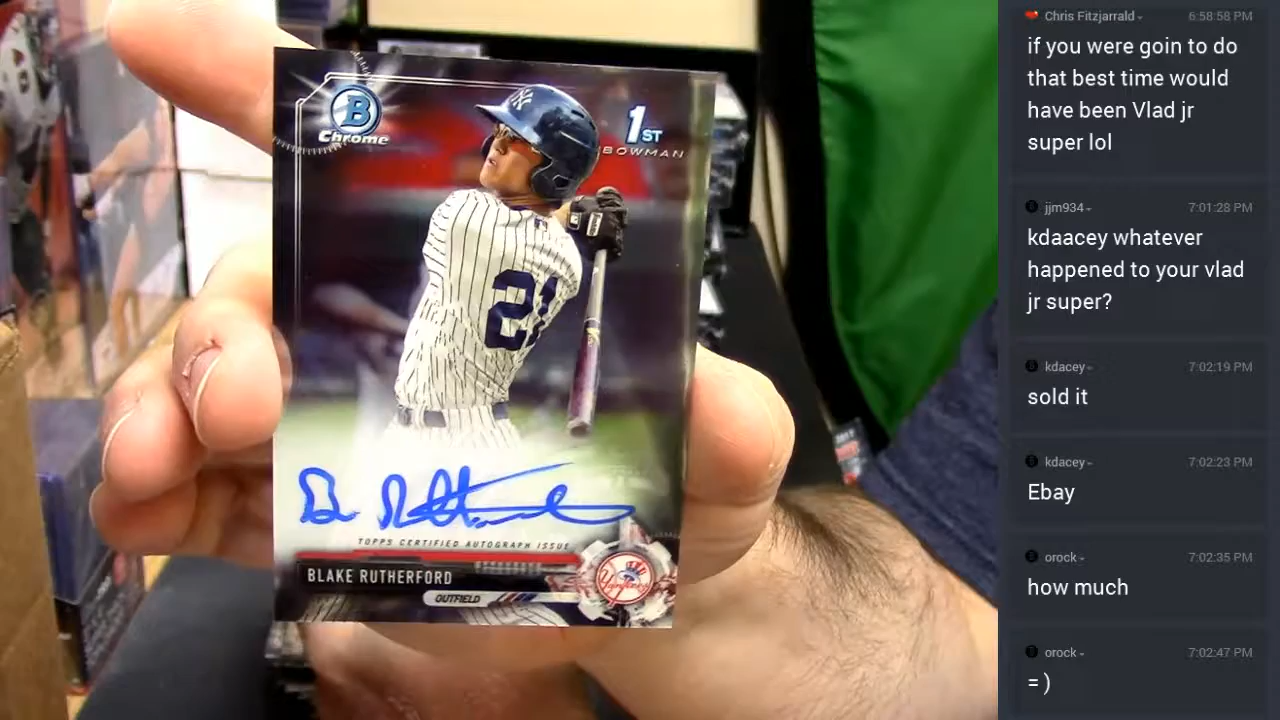 B
Chrome
1ST
BOWMAN
NY
21
TOPPS CERTIFIED AUTOGRAPH ISSUE
BLAKE RUTHERFORD
OUTFIELD
Yankees
Chris Fitzjarrald 6:58:58 PM
if you were goin to do
that best time would
have been Vlad jr
super lol
jjm934 7:01:28 PM
kdaacey whatever
happened to your vlad
jr super?
kdacey 7:02:19 PM
sold it
kdacey 7:02:23 PM
Ebay
orock 7:02:35 PM
how much
orock 7:02:47 PM
= )